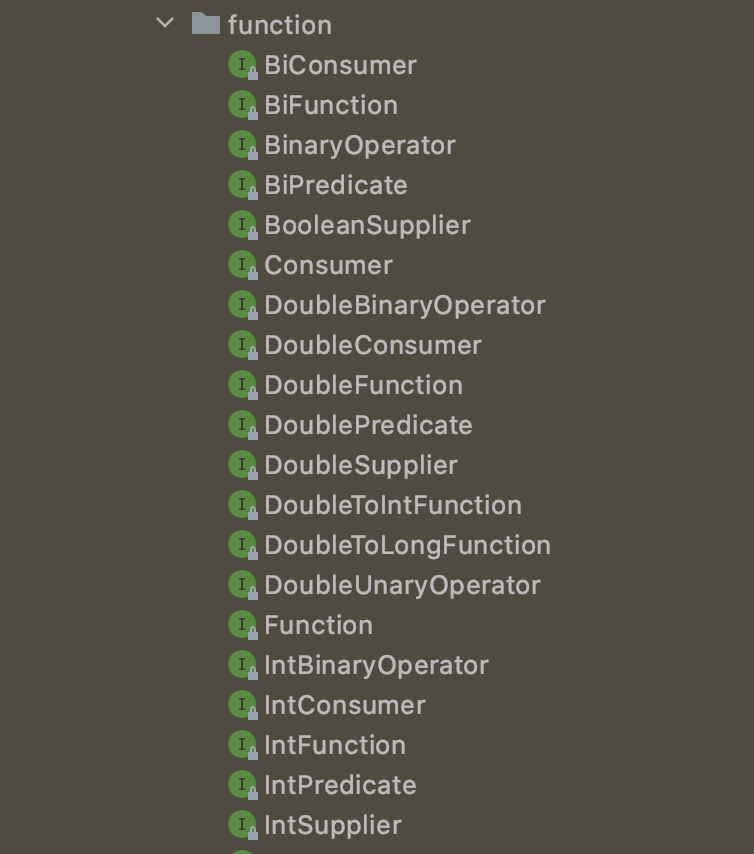 function
BiConsumer
BiFunction
BinaryOperator
BiPredicate
BooleanSupplier
Consumer
DoubleBinaryOperator
DoubleConsumer
DoubleFunction
DoublePredicate
DoubleSupplier
DoubleToIntFunction
DoubleToLongFunction
DoubleUnaryOperator
Function
IntBinaryOperator
IntConsumer
IntFunction
IntPredicate
IntSupplier